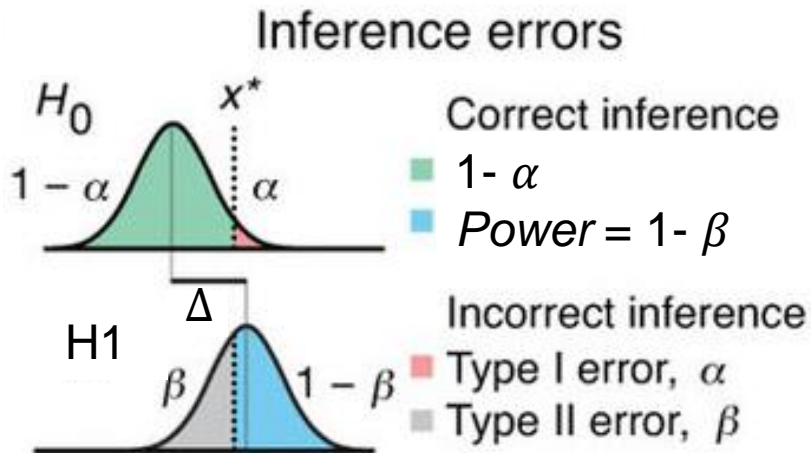 Inference errors
H0
x*
1 − α
α
Correct inference
1- α
Power = 1- β
Δ
H1
β
1 − β
Incorrect inference
Type I error, α
Type II error, β